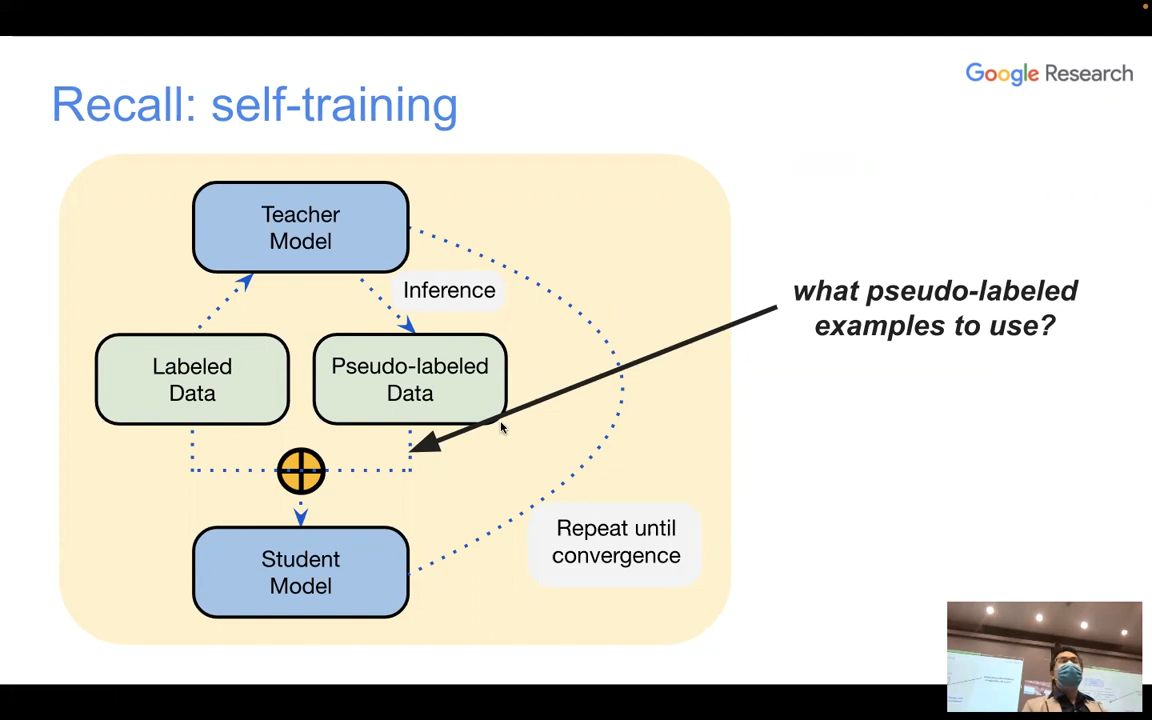 Google Research
Recall: self-training
Teacher
Model
Inference
what pseudo-labeled
examples to use?
Labeled
Data
Pseudo-labeled
Data
Repeat until
convergence
Student
Model